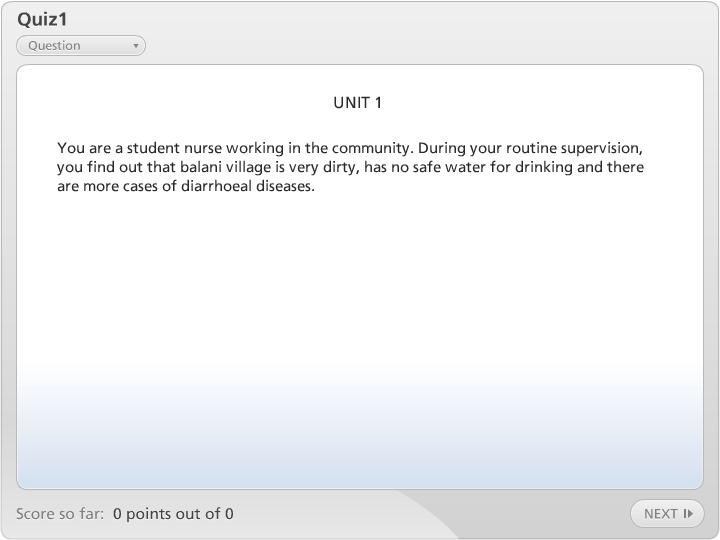 Quiz1
Question
UNIT 1
You are a student nurse working in the community. During your routine supervision,
you find out that balani village is very dirty, has no safe water for drinking and there
are more cases of diarrhoeal diseases.
Score so far: 0 points out of 0
NEXT